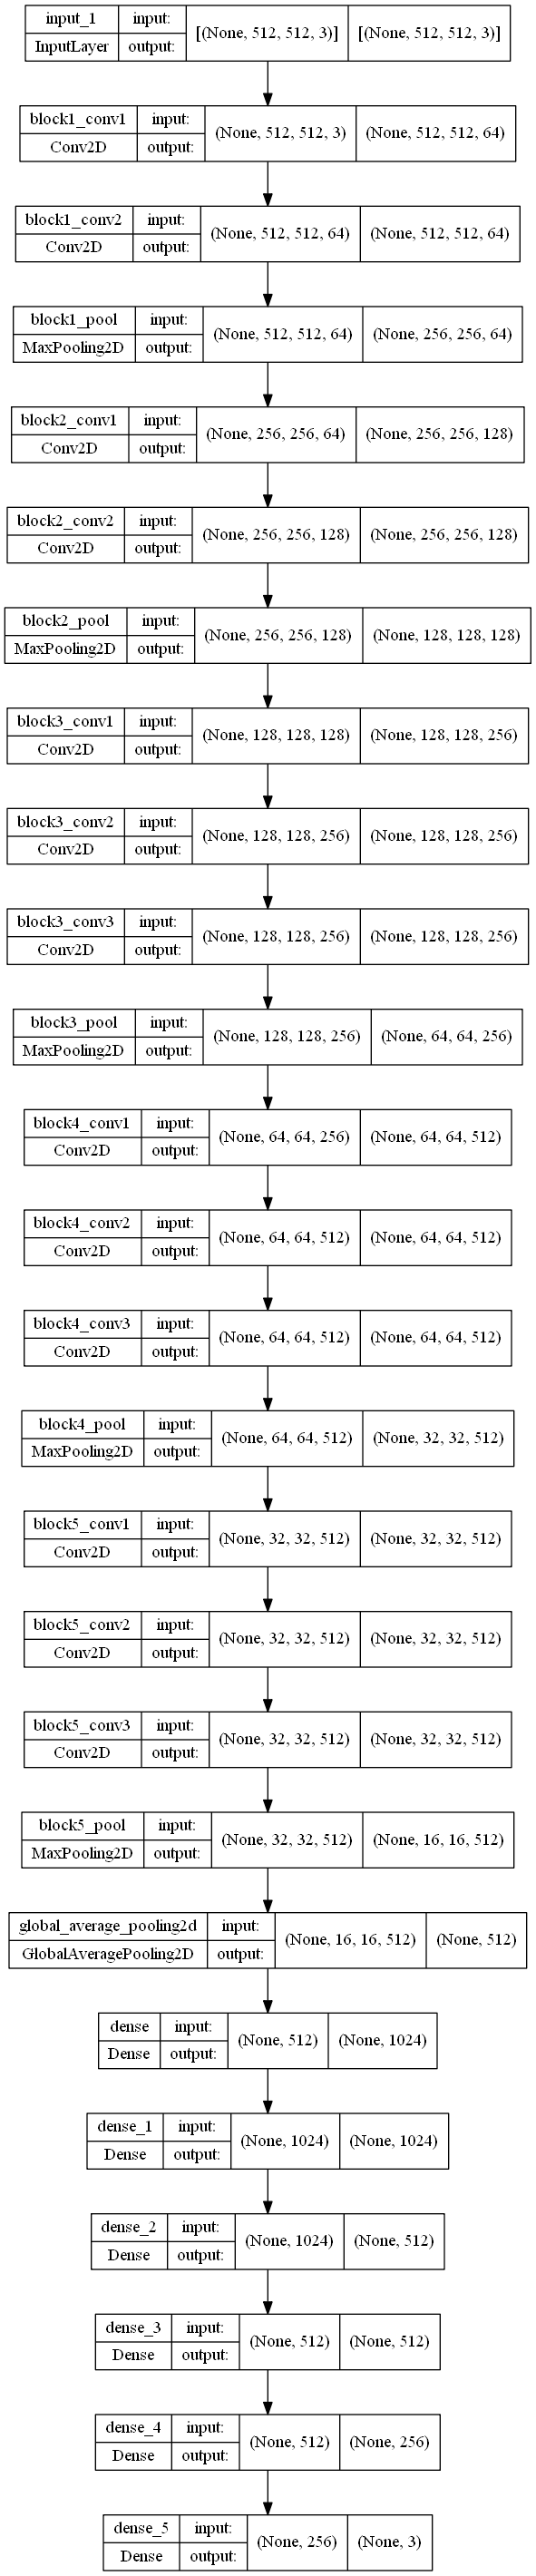 input_1 input: [(None, 512, 512, 3)] [(None, 512, 512, 3)]
InputLayer output:
block1_conv1 input: (None, 512, 512, 3) (None, 512, 512, 64)
Conv2D output:
block1_conv2 input: (None, 512, 512, 64) (None, 512, 512, 64)
Conv2D output:
block1_pool input: (None, 512, 512, 64) (None, 256, 256, 64)
MaxPooling2D output:
block2_conv1 input: (None, 256, 256, 64) (None, 256, 256, 128)
Conv2D output:
block2_conv2 input: (None, 256, 256, 128) (None, 256, 256, 128)
Conv2D output:
block2_pool input: (None, 256, 256, 128) (None, 128, 128, 128)
MaxPooling2D output:
block3_conv1 input: (None, 128, 128, 128) (None, 128, 128, 256)
Conv2D output:
block3_conv2 input: (None, 128, 128, 256) (None, 128, 128, 256)
Conv2D output:
block3_conv3 input: (None, 128, 128, 256) (None, 128, 128, 256)
Conv2D output:
block3_pool input: (None, 128, 128, 256) (None, 64, 64, 256)
MaxPooling2D output:
block4_conv1 input: (None, 64, 64, 256) (None, 64, 64, 512)
Conv2D output:
block4_conv2 input: (None, 64, 64, 512) (None, 64, 64, 512)
Conv2D output:
block4_conv3 input: (None, 64, 64, 512) (None, 64, 64, 512)
Conv2D output:
block4_pool input: (None, 64, 64, 512) (None, 32, 32, 512)
MaxPooling2D output:
block5_conv1 input: (None, 32, 32, 512) (None, 32, 32, 512)
Conv2D output:
block5_conv2 input: (None, 32, 32, 512) (None, 32, 32, 512)
Conv2D output:
block5_conv3 input: (None, 32, 32, 512) (None, 32, 32, 512)
Conv2D output:
block5_pool input: (None, 32, 32, 512) (None, 16, 16, 512)
MaxPooling2D output:
global_average_pooling2d input: (None, 16, 16, 512) (None, 512)
GlobalAveragePooling2D output:
dense input: (None, 512) (None, 1024)
Dense output:
dense_1 input: (None, 1024) (None, 1024)
Dense output:
dense_2 input: (None, 1024) (None, 512)
Dense output:
dense_3 input: (None, 512) (None, 512)
Dense output:
dense_4 input: (None, 512) (None, 256)
Dense output:
dense_5 input: (None, 256) (None, 3)
Dense output: